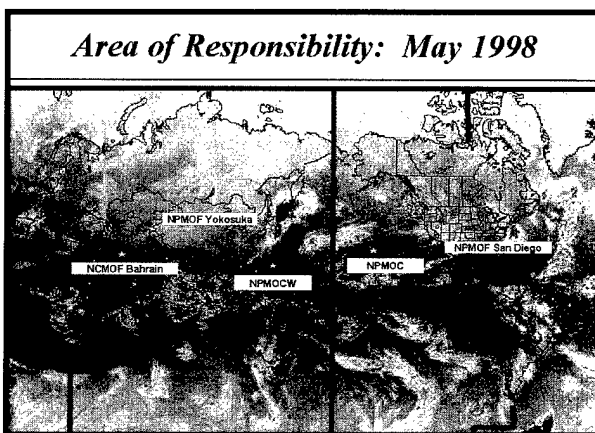 Area of Responsibility: May 1998
NPMOF Yokosuka
NPMOF San Diego
NCMOF Bahrain
NPMOCW
NPMOC